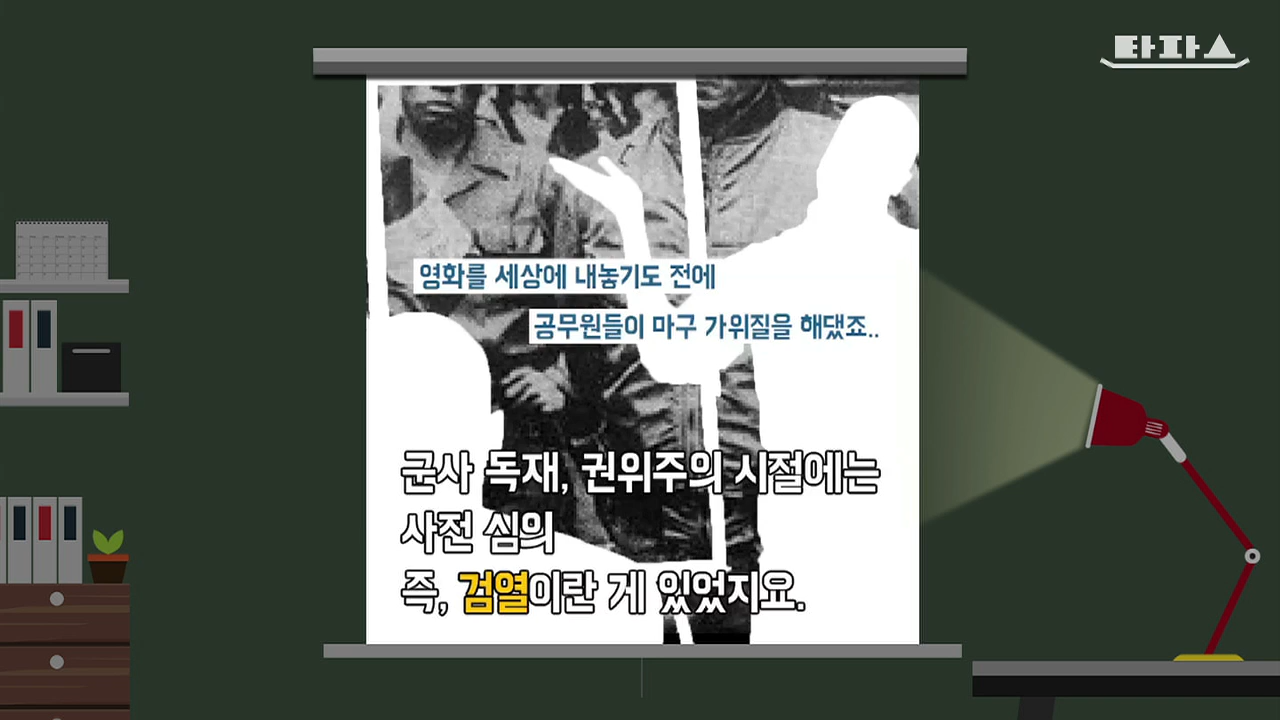 타파스
영화를 세상에 내놓기도 전에
공무원들이 마구 가위질을 해댔죠..
군사 독재, 권위주의 시절에는
사전 심의
즉, 검열이란 게 있었지요.